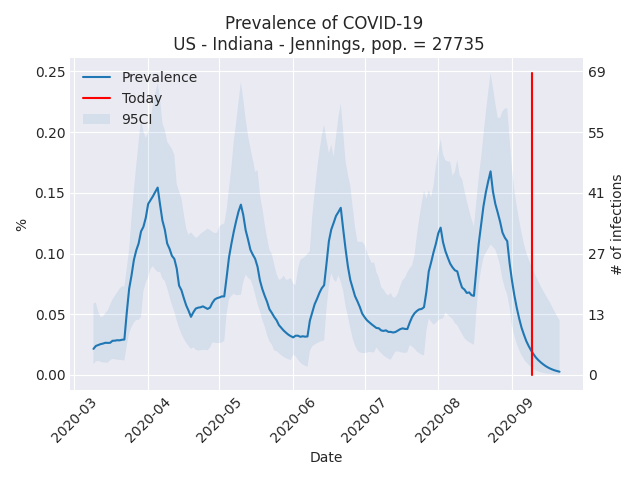 Prevalence of COVID-19
US - Indiana - Jennings, pop. = 27735
Prevalence
Today
95CI
0.25
0.20
0.15
0.10
0.05
0.00
%
69
55
41
27
13
0
# of infections
2020-03
2020-04
2020-05
2020-06
2020-07
2020-08
2020-09
Date